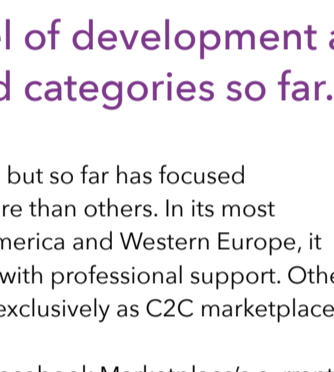 l of development
d categories so far.
but so far has focused
re than others. In its most
merica and Western Europe, it
with professional support. Othe
exclusively as C2C marketplace